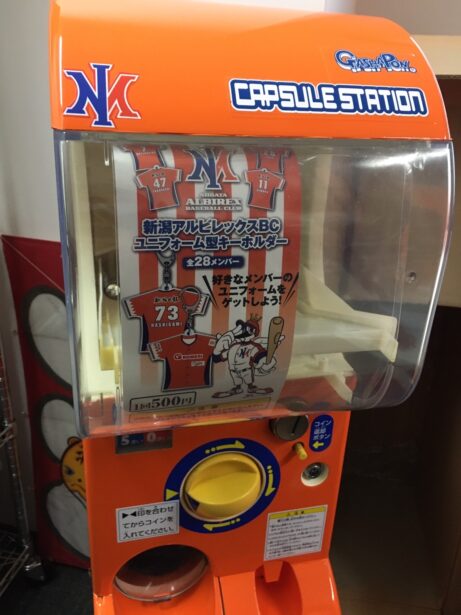 NM
GASHAPON.
CAPSULE STATION
47
NM
11
NIIGATA
ALBIREX
BASEBALL CLUB
新潟アルビレックスBC
ユニフォーム型キーホルダー
全28メンバー
好きなメンバーの
ユニフォームを
ゲットしよう!
73
HASHIGAMI
1回500円
コイン
返却
ボタン
▶◀印を合わせ
てからコインを
入れてください。